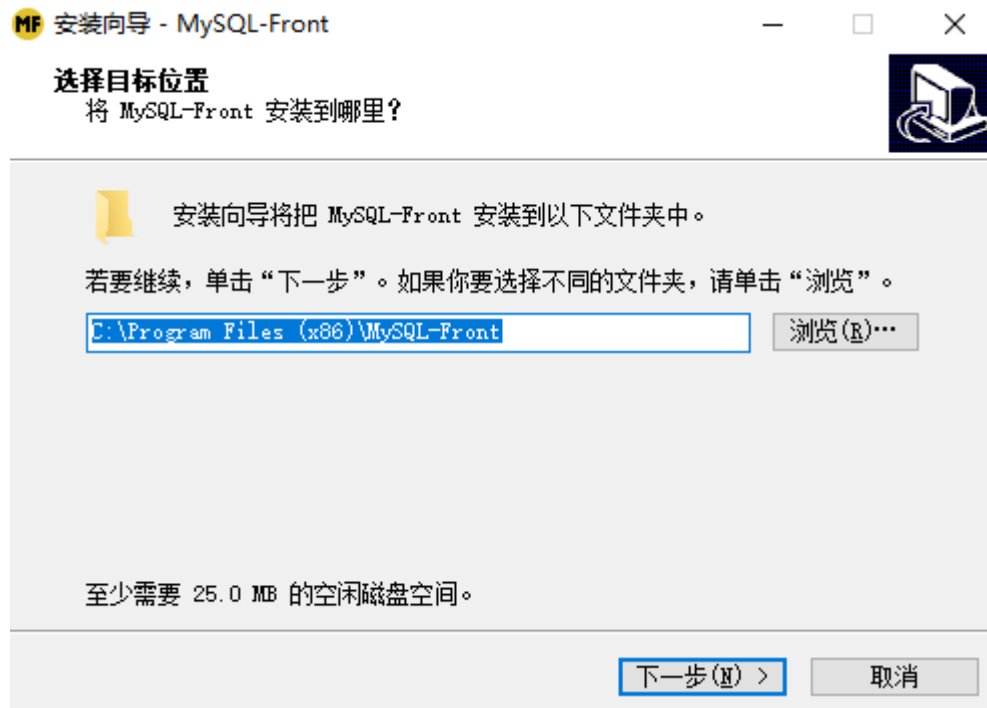 MF 安装向导 - MySQL-Front
选择目标位置
将 MySQL-Front 安装到哪里？
安装向导将把 MySQL-Front 安装到以下文件夹中。
若要继续，单击“下一步”。如果你要选择不同的文件夹，请单击“浏览”。
C:\Program Files (x86)\MySQL-Front
浏览(R)...
至少需要 25.0 MB 的空闲磁盘空间。
下一步(N) >
取消